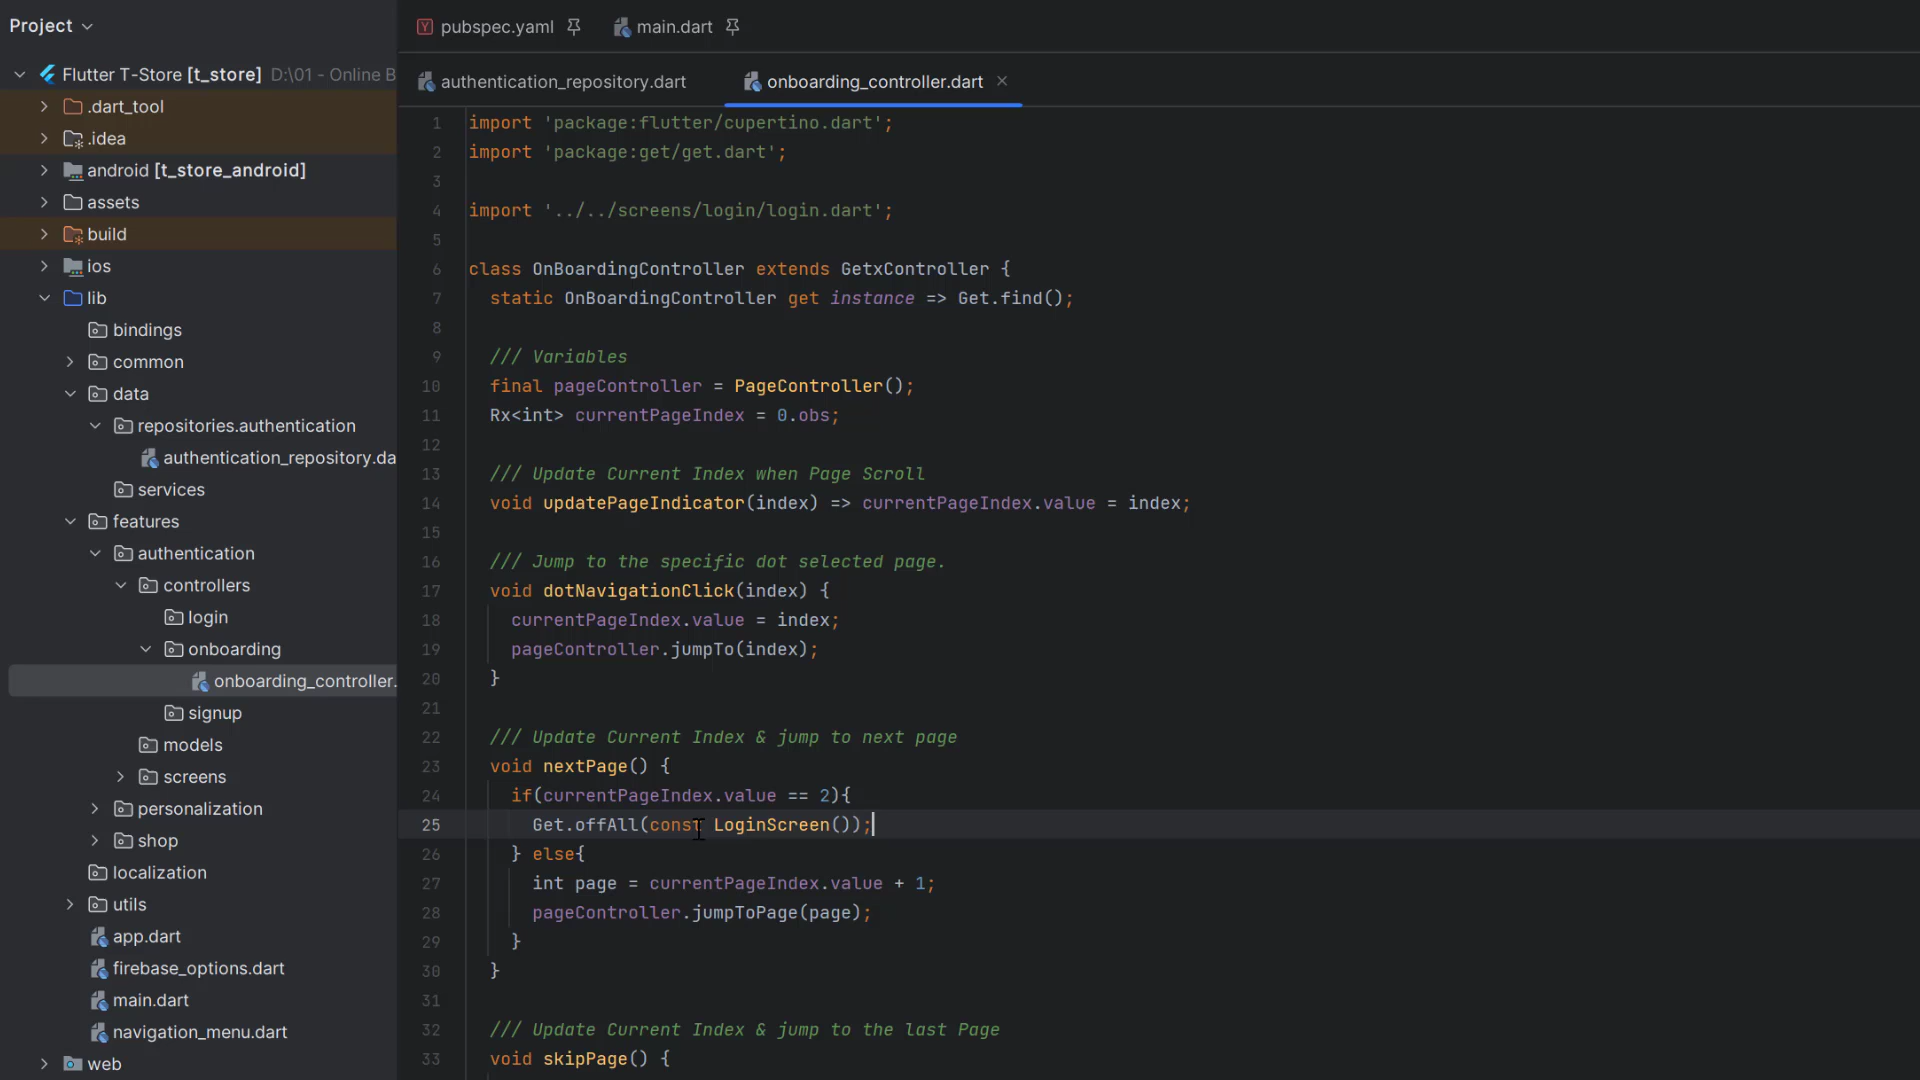 Project
Flutter T-Store [t_store] D:\01 - Online B
.dart_tool
.idea
android [t_store_android]
assets
build
ios
lib
bindings
common
data
repositories.authentication
authentication_repository.da
services
features
authentication
controllers
login
onboarding
onboarding_controller.
signup
models
screens
personalization
shop
localization
utils
app.dart
firebase_options.dart
main.dart
navigation_menu.dart
web
pubspec.yaml main.dart
authentication_repository.dart onboarding_controller.dart
1 import 'package:flutter/cupertino.dart';
2 import 'package:get/get.dart';
3
4 import '../../screens/login/login.dart';
5
6 class OnBoardingController extends GetxController {
7 static OnBoardingController get instance => Get.find();
8
9 /// Variables
10 final pageController = PageController();
11 Rx<int> currentPageIndex = 0.obs;
12
13 /// Update Current Index when Page Scroll
14 void updatePageIndicator(index) => currentPageIndex.value = index;
15
16 /// Jump to the specific dot selected page.
17 void dotNavigationClick(index) {
18 currentPageIndex.value = index;
19 pageController.jumpTo(index);
20 }
21
22 /// Update Current Index & jump to next page
23 void nextPage() {
24 if(currentPageIndex.value == 2){
25 Get.offAll(const LoginScreen());
26 } else{
27 int page = currentPageIndex.value + 1;
28 pageController.jumpToPage(page);
29 }
30 }
31
32 /// Update Current Index & jump to the last Page
33 void skipPage() {